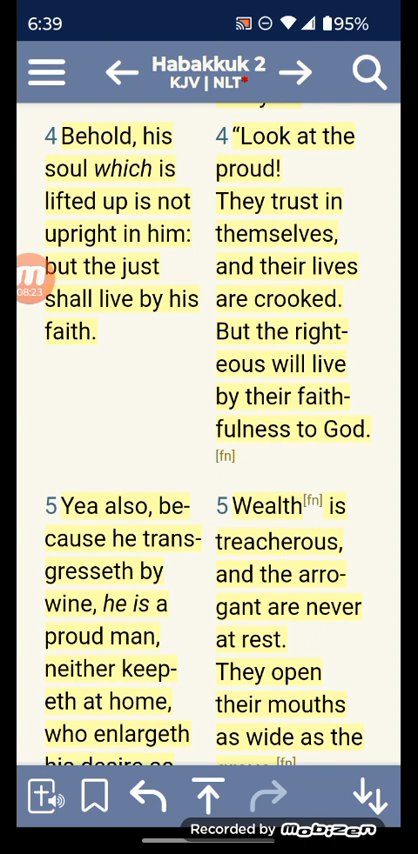 6:39
95%
Habakkuk 2
KJV | NLT*
4 Behold, his
soul which is
lifted up is not
upright in him:
but the just
shall live by his
faith.
4 “Look at the
proud!
They trust in
themselves,
and their lives
are crooked.
But the right-
eous will live
by their faith-
fulness to God.
[fn]
5 Yea also, be-
cause he trans-
gresseth by
wine, he is a
proud man,
neither keep-
eth at home,
who enlargeth
his desire as
5 Wealth[fn] is
treacherous,
and the arro-
gant are never
at rest.
They open
their mouths
as wide as the
[fn]
m
08:23
Recorded by mobizen